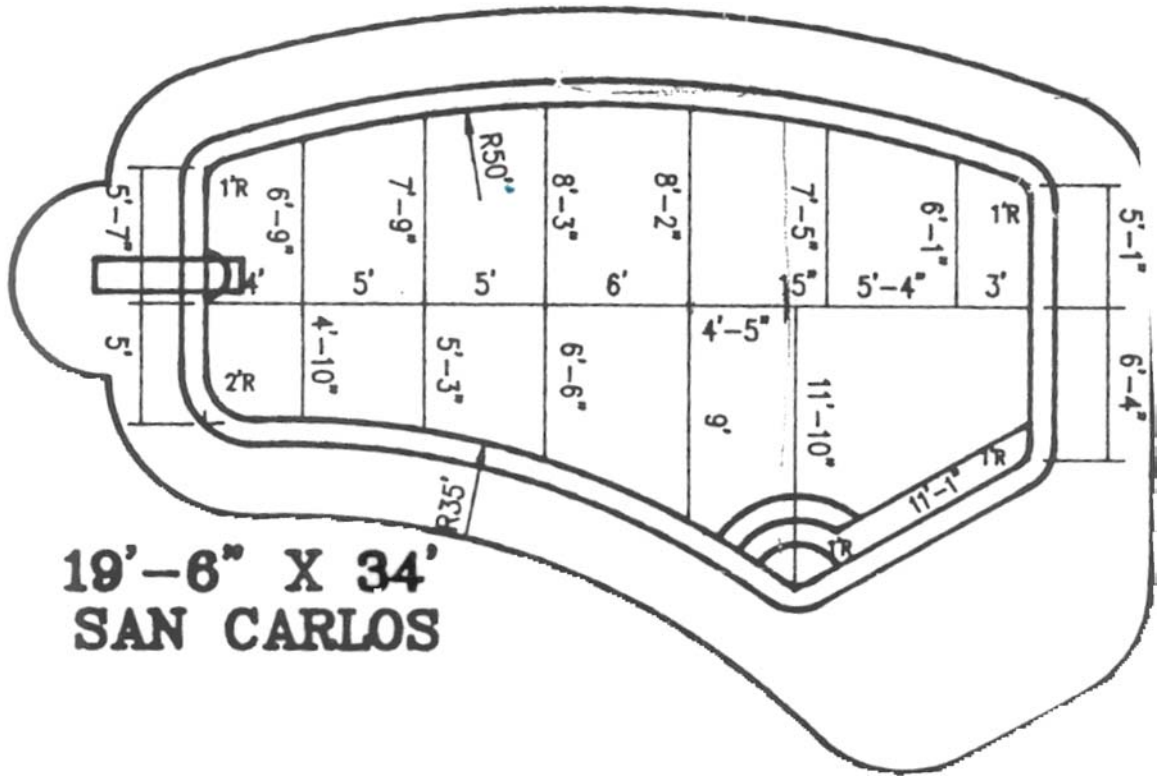 5'-7"
1'R
6'-9"
7'-9"
R50'
8'-3"
8'-2"
7'-5"
6'-1"
1'R
5'-1"
4'
5'
5'
6'
15"
5'-4"
3'
5'
2'R
4'-10"
5'-3"
6'-6"
4'-5"
9'
11'-10"
6'-4"
1'R
11'-1"
1'R
R35'
19'-6" X 34'
SAN CARLOS